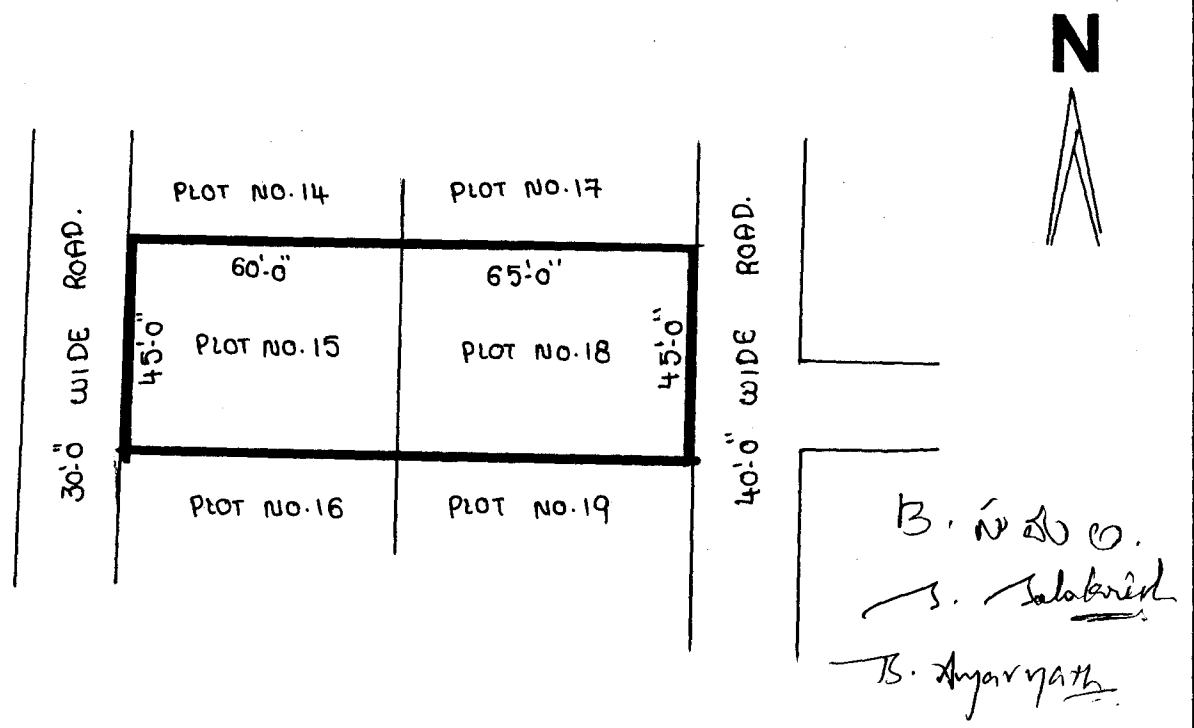 N
PLOT NO.14
PLOT NO.17
60'-0"
65'-0"
30'-0" WIDE ROAD.
45'-0"
PLOT NO.15
PLOT NO.18
45'-0"
40'-0" WIDE ROAD.
PLOT NO.16
PLOT NO.19
B.
B.
B.